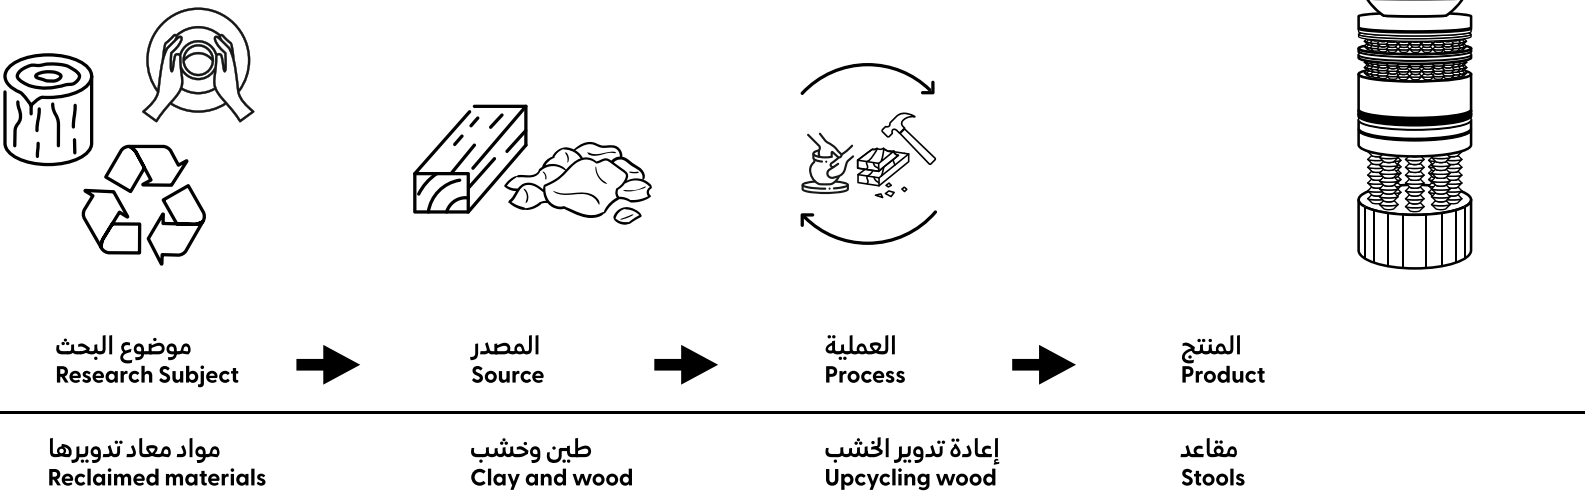 موضوع البحث
Research Subject
المصدر
Source
العملية
Process
المنتج
Product
مواد معاد تدويرها
Reclaimed materials
طين وخشب
Clay and wood
إعادة تدوير الخشب
Upcycling wood
مقاعد
Stools